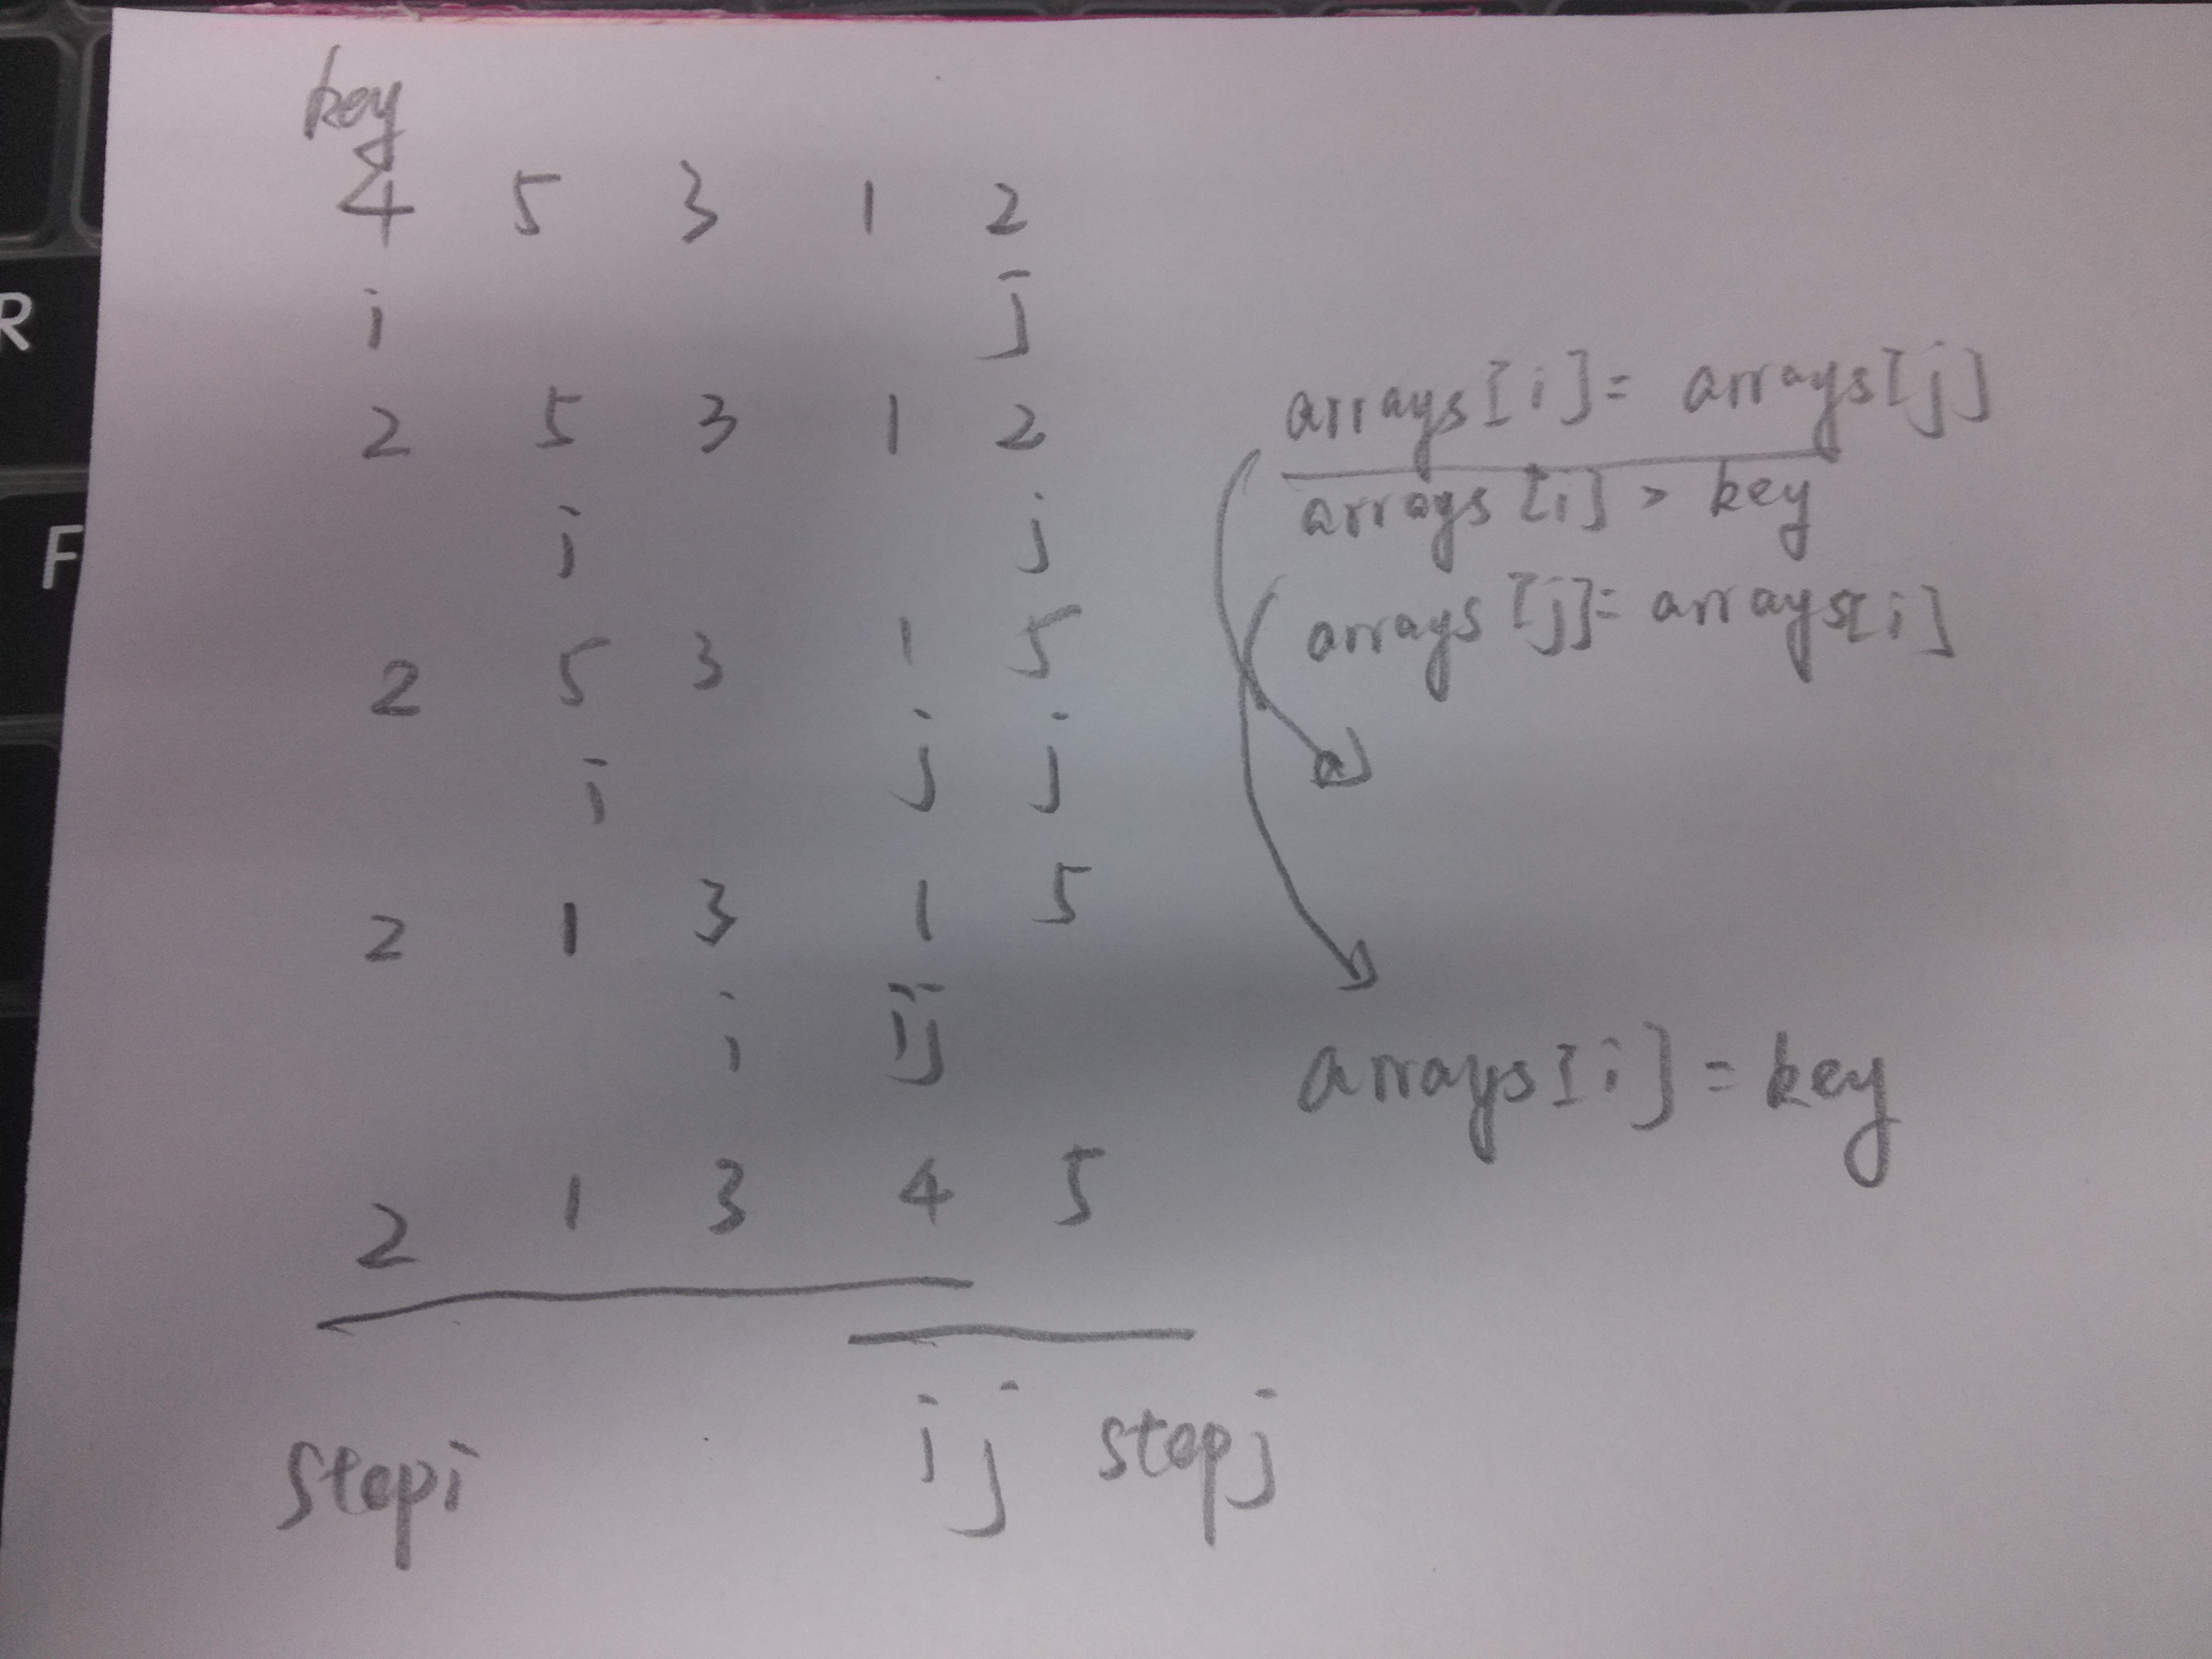 key
4 5 3 1 2
i j
2 5 3 1 2
arrays[i]= arrays[j]
arrays[i] > key
i j
arrays[j]= arrays[i]
2 5 3 1 5
i j j
2 1 3 1 5
i ij
arrays[i] = key
2 1 3 4 5
i j
stepi stepj
R
F